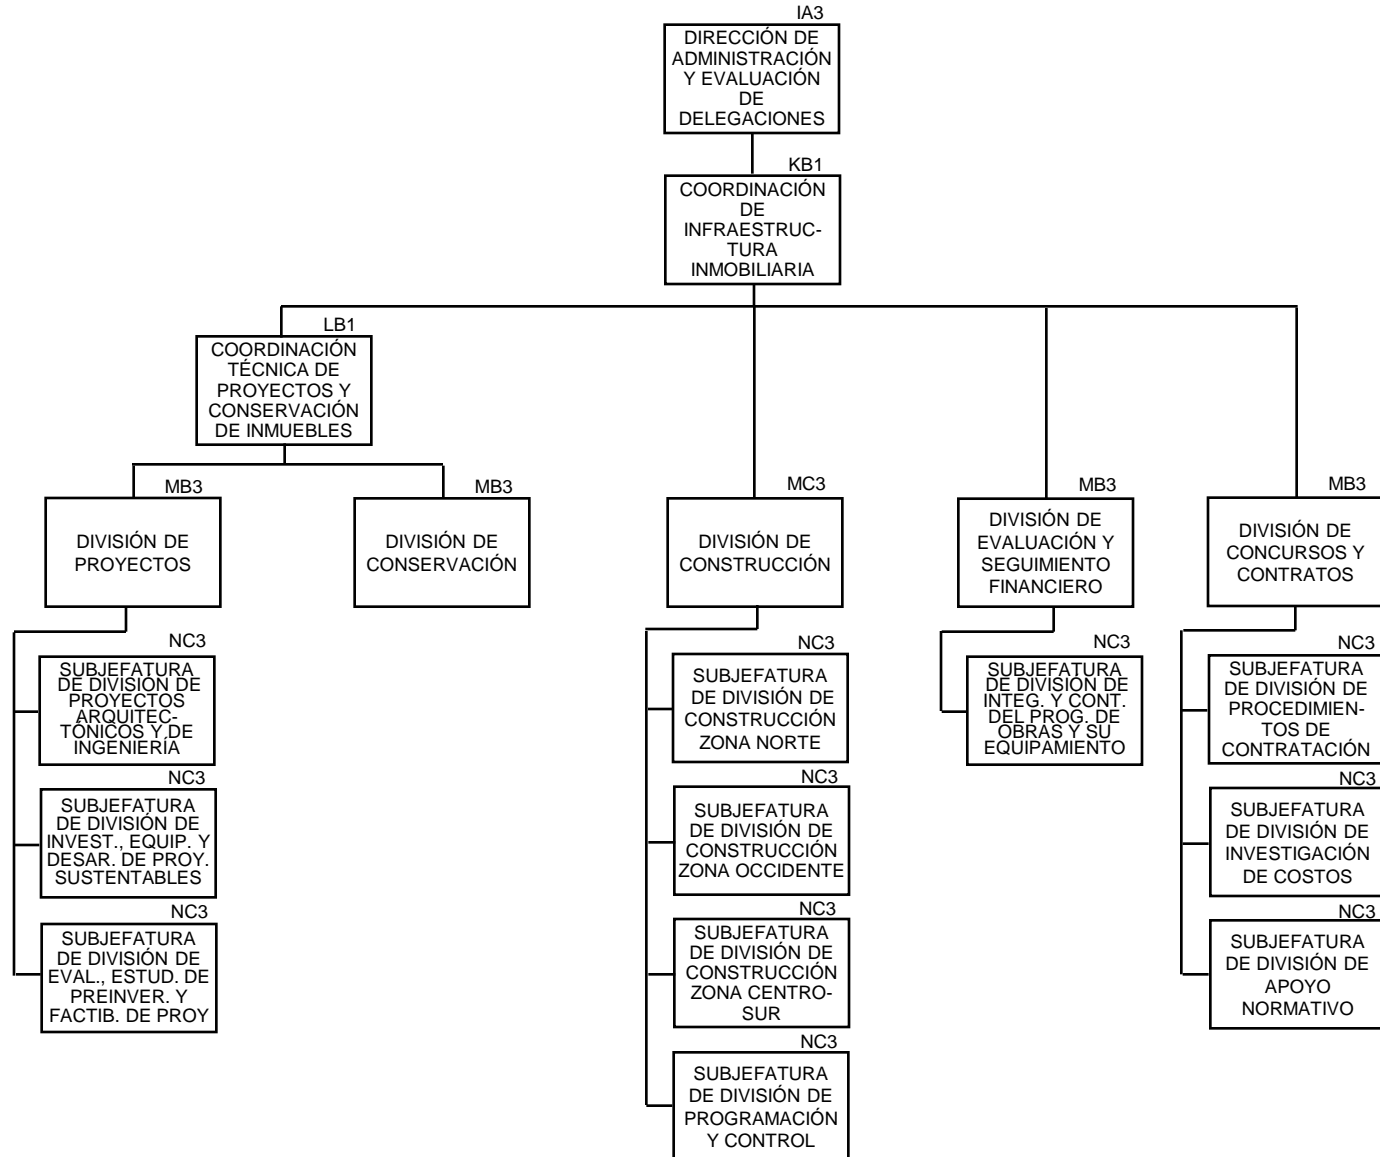 IA3
DIRECCIÓN DE
ADMINISTRACIÓN
Y EVALUACIÓN
DE
DELEGACIONES
KB1
COORDINACIÓN
DE
INFRAESTRUC-
TURA
INMOBILIARIA
LB1
COORDINACIÓN
TÉCNICA DE
PROYECTOS Y
CONSERVACIÓN
DE INMUEBLES
MB3
DIVISIÓN DE
PROYECTOS
MB3
DIVISIÓN DE
CONSERVACIÓN
MC3
DIVISIÓN DE
CONSTRUCCIÓN
MB3
DIVISIÓN DE
EVALUACIÓN Y
SEGUIMIENTO
FINANCIERO
MB3
DIVISIÓN DE
CONCURSOS Y
CONTRATOS
NC3
SUBJEFATURA
DE DIVISIÓN DE
PROYECTOS
ARQUITEC-
TÓNICOS Y DE
INGENIERÍA
NC3
SUBJEFATURA
DE DIVISIÓN DE
INVEST., EQUIP. Y
DESAR. DE PROY.
SUSTENTABLES
NC3
SUBJEFATURA
DE DIVISIÓN DE
EVAL., ESTUD. DE
PREINVER. Y
FACTIB. DE PROY
NC3
SUBJEFATURA
DE DIVISIÓN DE
CONSTRUCCIÓN
ZONA NORTE
NC3
SUBJEFATURA
DE DIVISIÓN DE
CONSTRUCCIÓN
ZONA OCCIDENTE
NC3
SUBJEFATURA
DE DIVISIÓN DE
CONSTRUCCIÓN
ZONA CENTRO-
SUR
NC3
SUBJEFATURA
DE DIVISIÓN DE
PROGRAMACIÓN
Y CONTROL
NC3
SUBJEFATURA
DE DIVISIÓN DE
INTEG. Y CONT.
DEL PROG. DE
OBRAS Y SU
EQUIPAMIENTO
NC3
SUBJEFATURA
DE DIVISIÓN DE
PROCEDIMIEN-
TOS DE
CONTRATACIÓN
NC3
SUBJEFATURA
DE DIVISIÓN DE
INVESTIGACIÓN
DE COSTOS
NC3
SUBJEFATURA
DE DIVISIÓN DE
APOYO
NORMATIVO